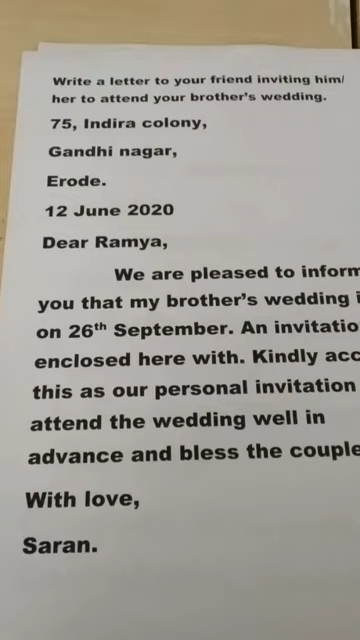 Write a letter to your friend inviting him/
her to attend your brother's wedding.
75, Indira colony,
Gandhi nagar,
Erode.
12 June 2020
Dear Ramya,
We are pleased to inform
you that my brother's wedding
on 26th September. An
enclosed here with. Kindly
this as our personal invitation
attend the wedding well in
advance and bless the couple
With love,
Saran.